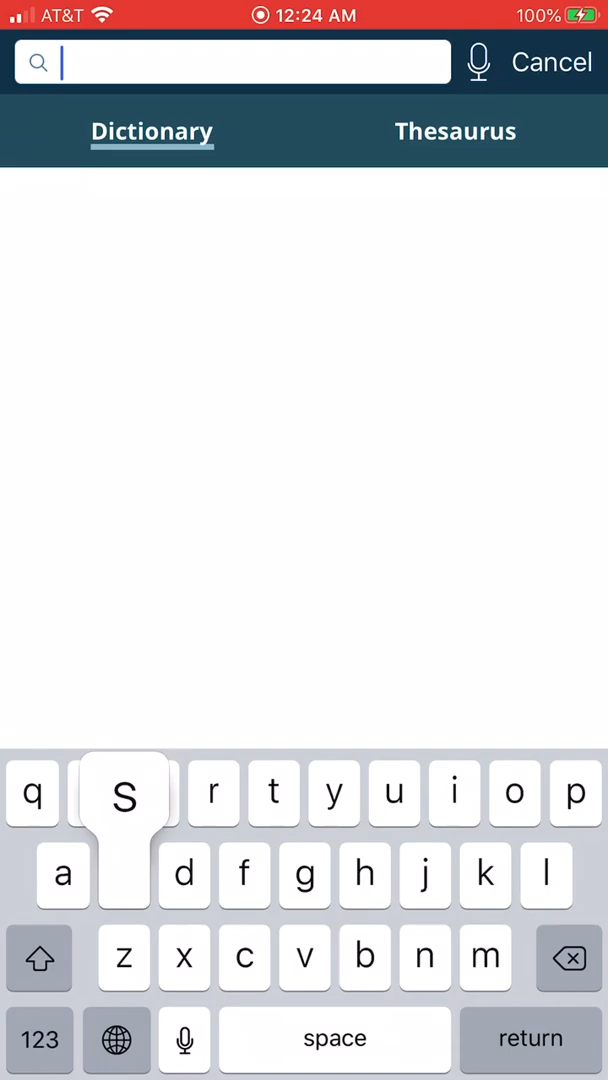 AT&T 12:24 AM 100%
Cancel
Dictionary Thesaurus
q S r t y u i o p
a d f g h j k l
z x c v b n m
123 space return